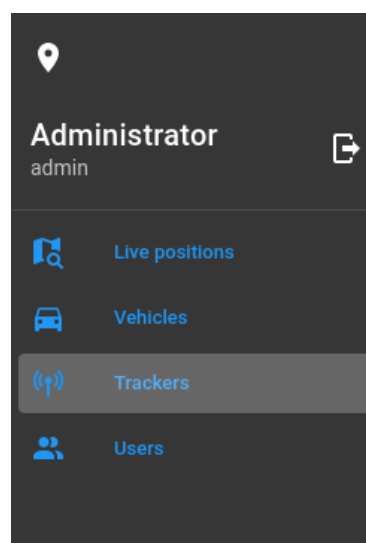 Administrator
admin
Live positions
Vehicles
Trackers
Users